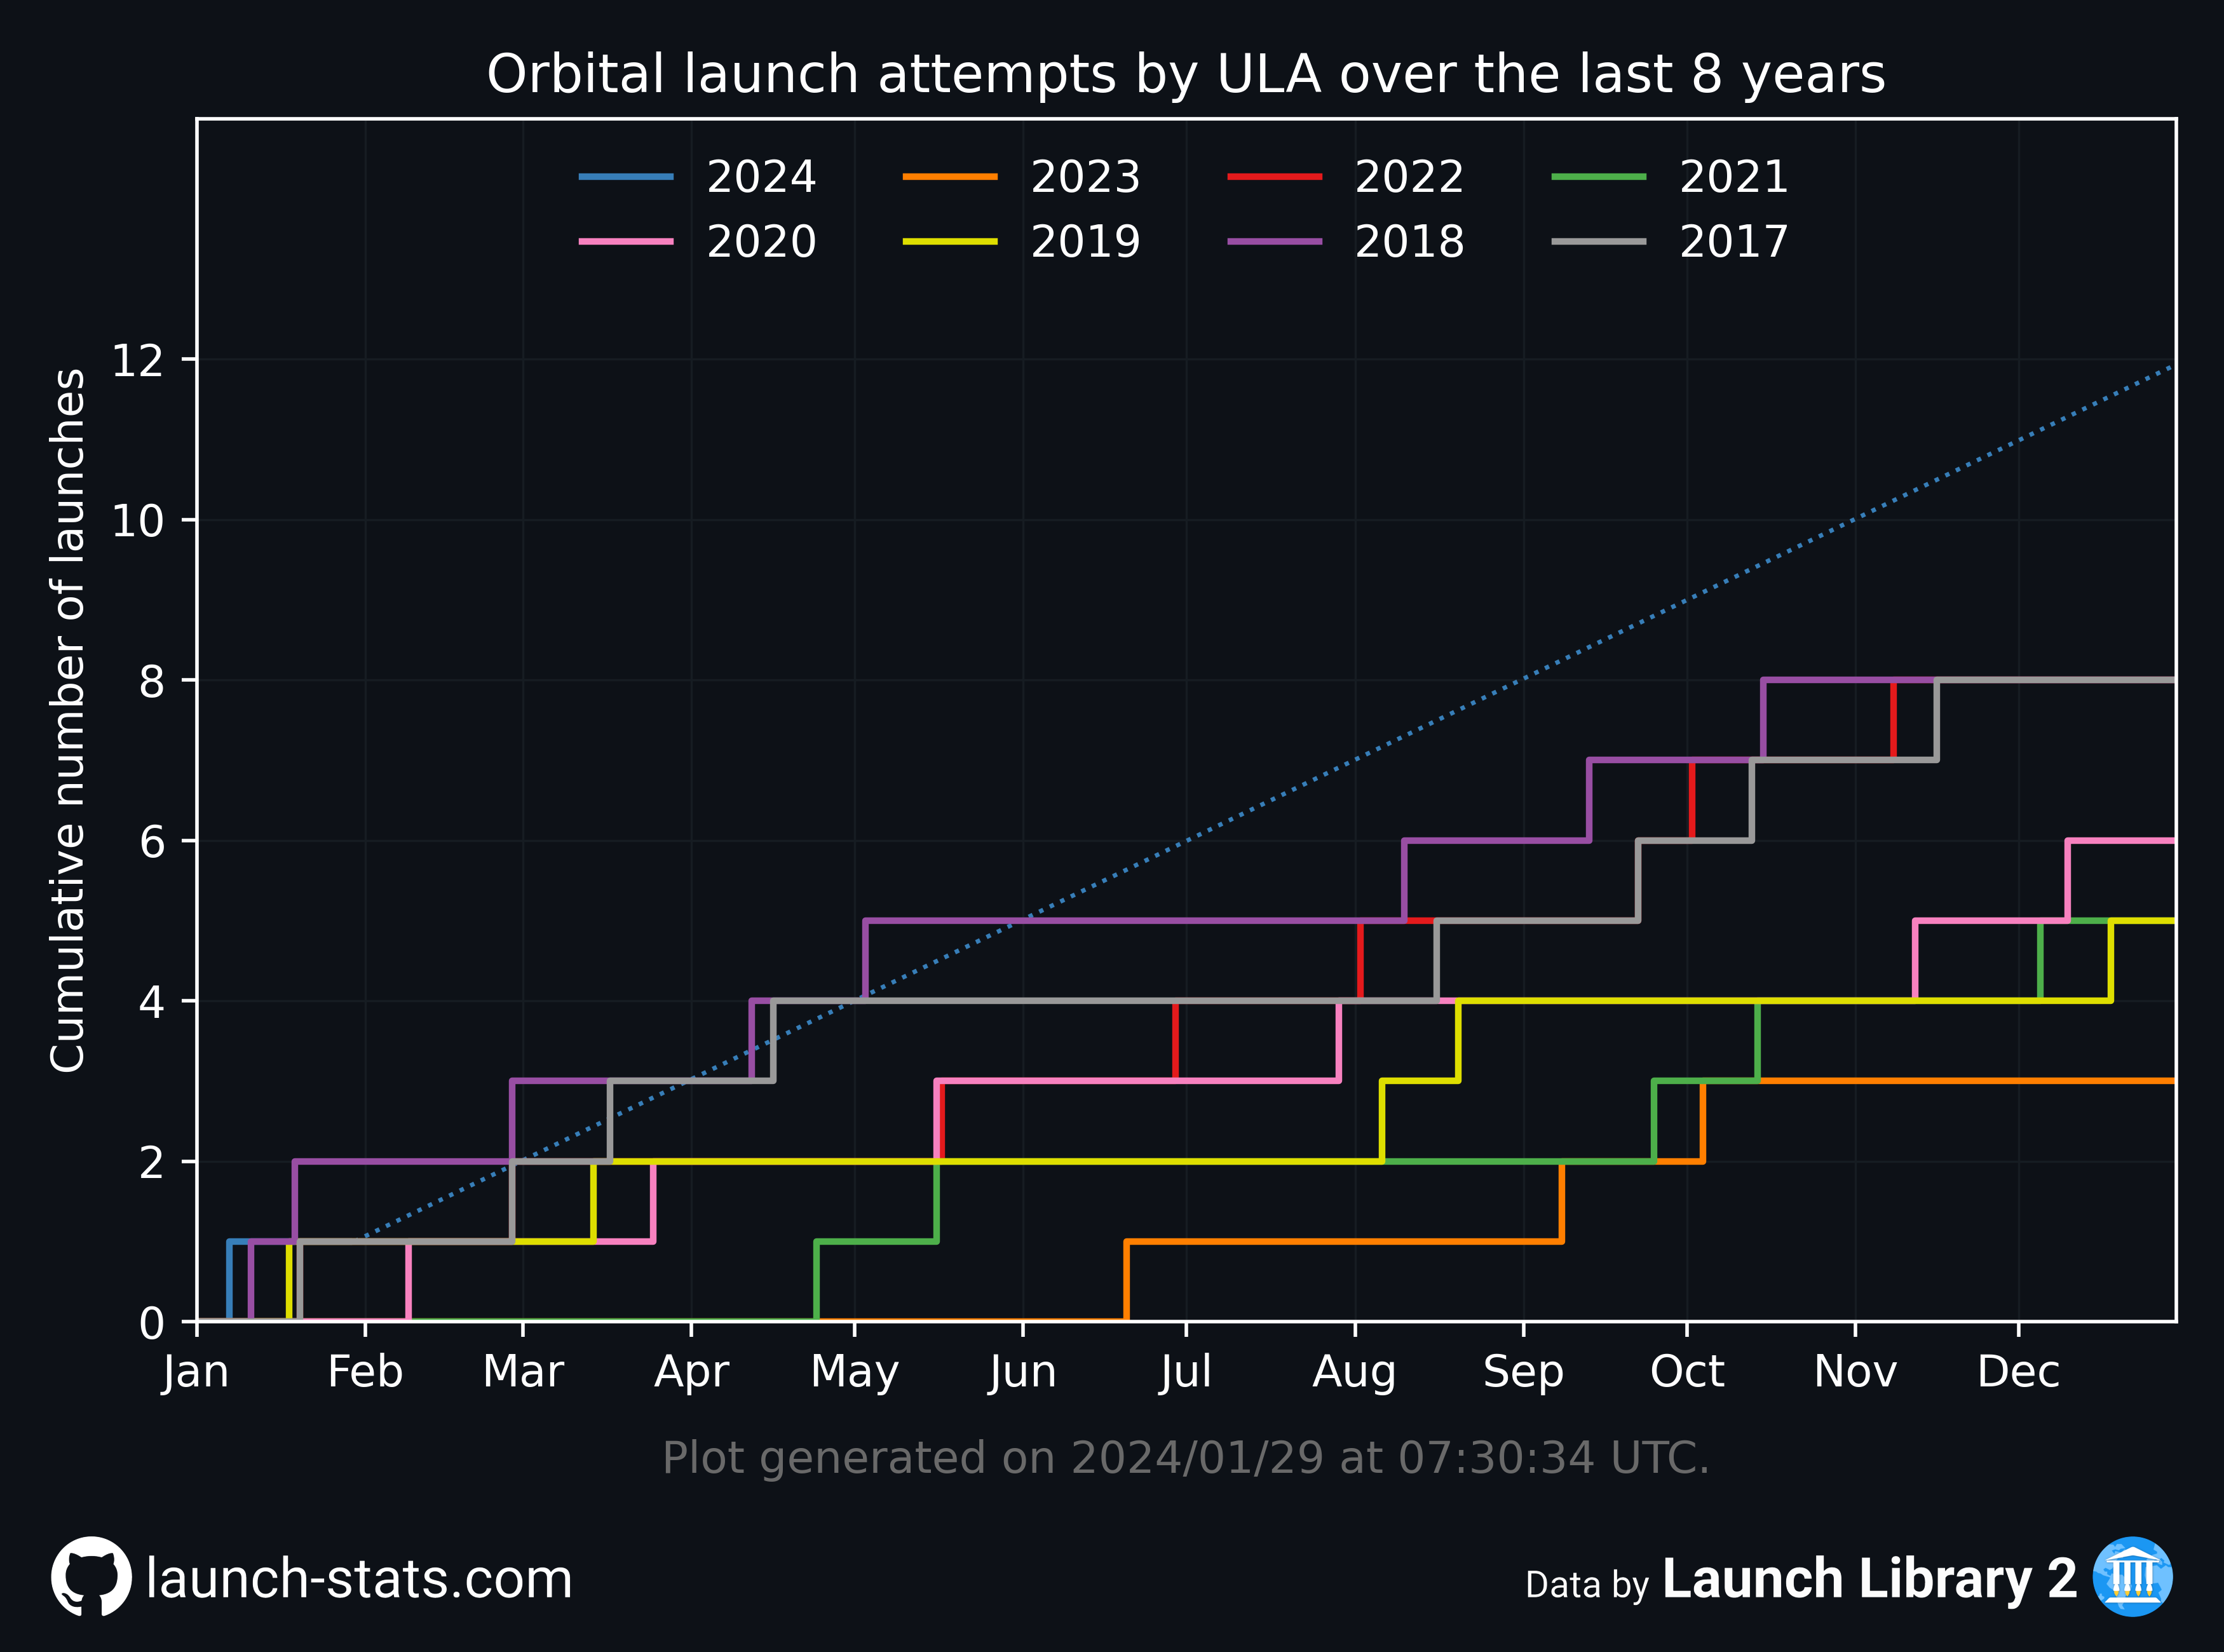 Orbital launch attempts by ULA over the last 8 years
2024 2023 2022 2021
2020 2019 2018 2017
Cumulative number of launches
12
10
8
6
4
2
0
Jan Feb Mar Apr May Jun Jul Aug Sep Oct Nov Dec
Plot generated on 2024/01/29 at 07:30:34 UTC.
launch-stats.com
Data by Launch Library 2